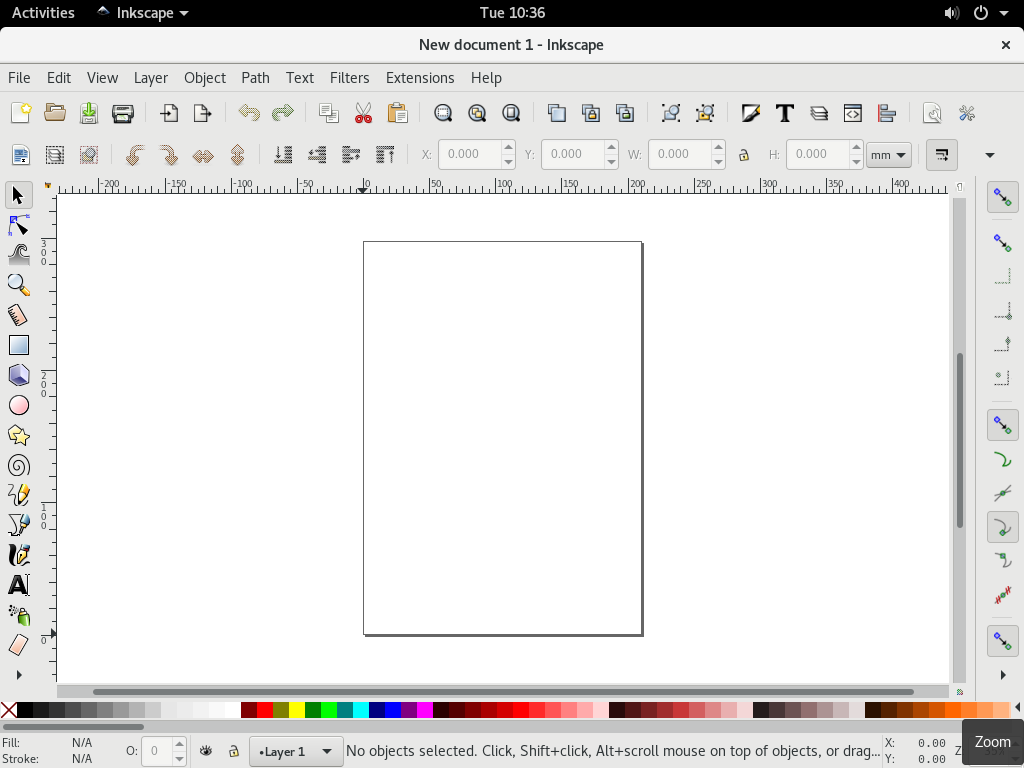 Activities Inkscape Tue 10:36
New document 1 - Inkscape
File Edit View Layer Object Path Text Filters Extensions Help
X: 0.000 Y: 0.000 W: 0.000 H: 0.000 mm
-200 -150 -100 -50 0 50 100 150 200 250 300 350 400
300
200
100
0
Fill: N/A
Stroke: N/A
O: 0
•Layer 1
No objects selected. Click, Shift+click, Alt+scroll mouse on top of objects, or drag...
X: 0.00
Y: 0.00
Z
Zoom